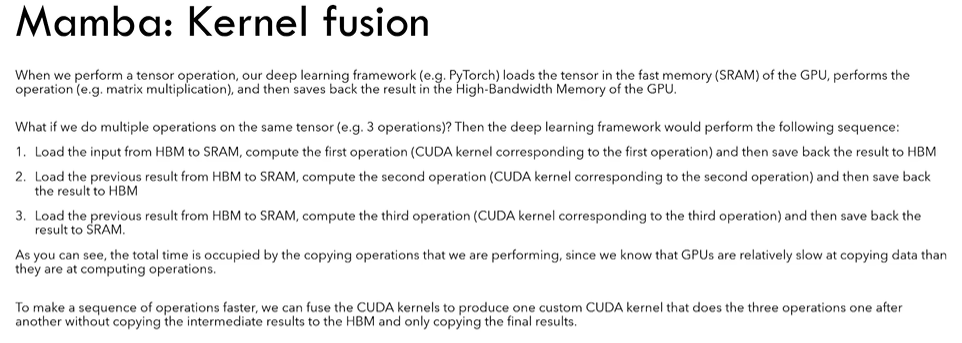 Mamba: Kernel fusion
When we perform a tensor operation, our deep learning framework (e.g. PyTorch) loads the tensor in the fast memory (SRAM) of the GPU, performs the
operation (e.g. matrix multiplication), and then saves back the result in the High-Bandwidth Memory of the GPU.
What if we do multiple operations on the same tensor (e.g. 3 operations)? Then the deep learning framework would perform the following sequence:
1. Load the input from HBM to SRAM, compute the first operation (CUDA kernel corresponding to the first operation) and then save back the result to HBM
2. Load the previous result from HBM to SRAM, compute the second operation (CUDA kernel corresponding to the second operation) and then save back
the result to HBM
3. Load the previous result from HBM to SRAM, compute the third operation (CUDA kernel corresponding to the third operation) and then save back the
result to SRAM.
As you can see, the total time is occupied by the copying operations that we are performing, since we know that GPUs are relatively slow at copying data than
they are at computing operations.
To make a sequence of operations faster, we can fuse the CUDA kernels to produce one custom CUDA kernel that does the three operations one after
another without copying the intermediate results to the HBM and only copying the final results.